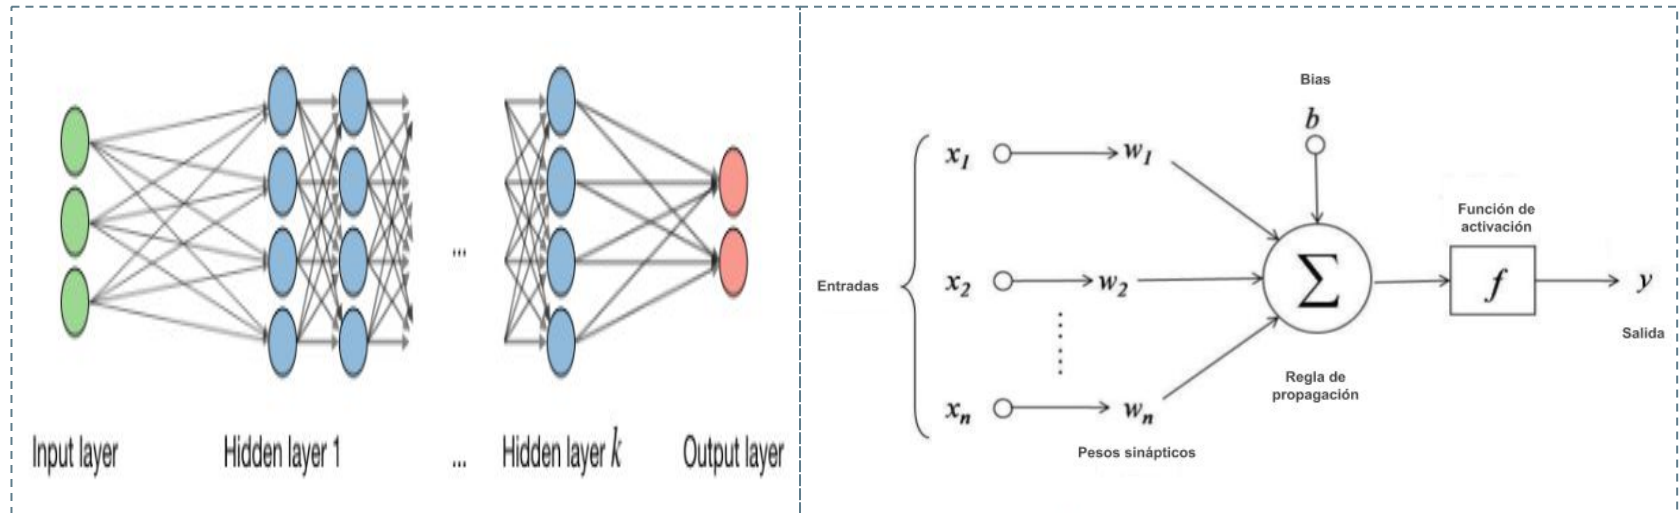 ...
Input layer
Hidden layer 1
...
Hidden layer k
Output layer
Bias
b
x1
w1
Función de
activación
Entradas
x2
w2
∑
f
y
Salida
Regla de
propagación
xn
wn
Pesos sinápticos